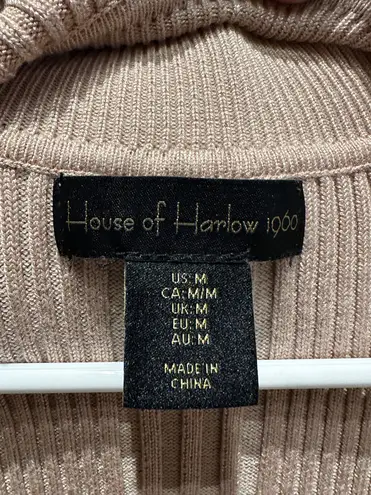 House of Harlow 1960
US: M
CA: M/M
UK: M
EU: M
AU: M
MADE IN
CHINA